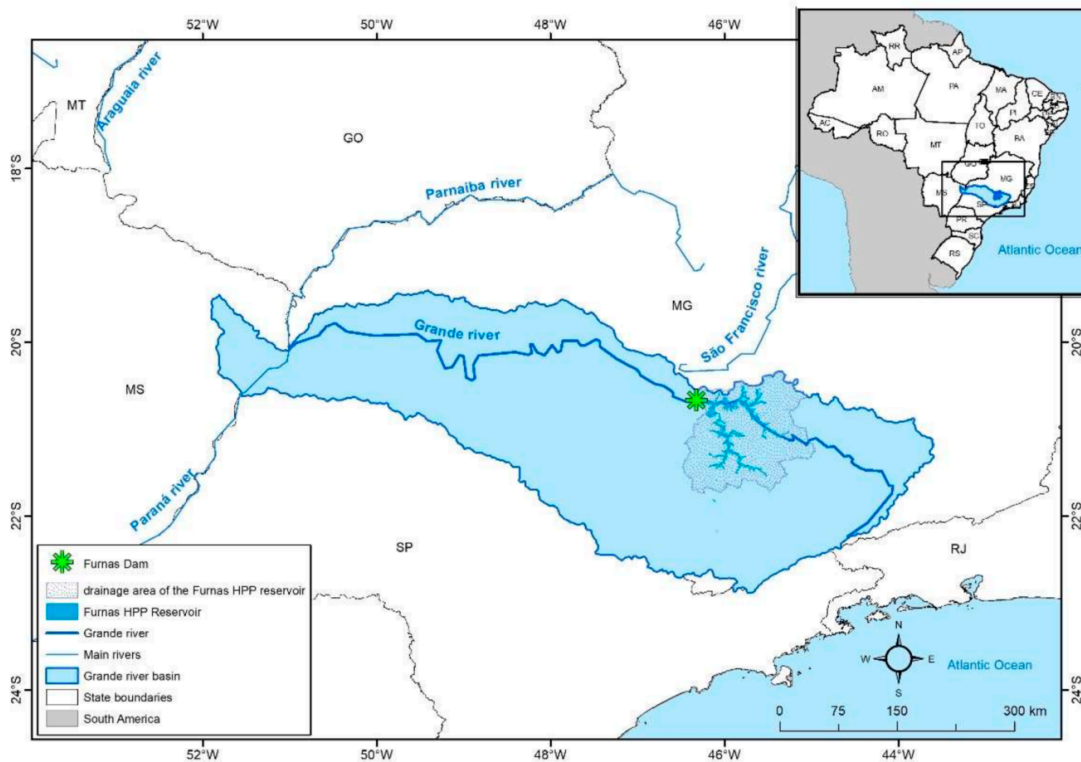 52°W
50°W
48°W
46°W
18°S
20°S
22°S
24°S
20°S
22°S
24°S
52°W
50°W
48°W
46°W
44°W
MT
Araguaia river
GO
Parnaiba river
São Francisco river
MG
Grande river
MS
Paraná river
SP
RJ
Atlantic Ocean
N
W
E
S
0
75
150
300 km
Furnas Dam
drainage area of the Furnas HPP reservoir
Furnas HPP Reservoir
Grande river
Main rivers
Grande river basin
State boundaries
South America
RR
AP
AM
PA
MA
CE
PI
AC
TO
RO
BA
MT
GO
MG
MS
SP
PR
SC
RS
Atlantic Ocean